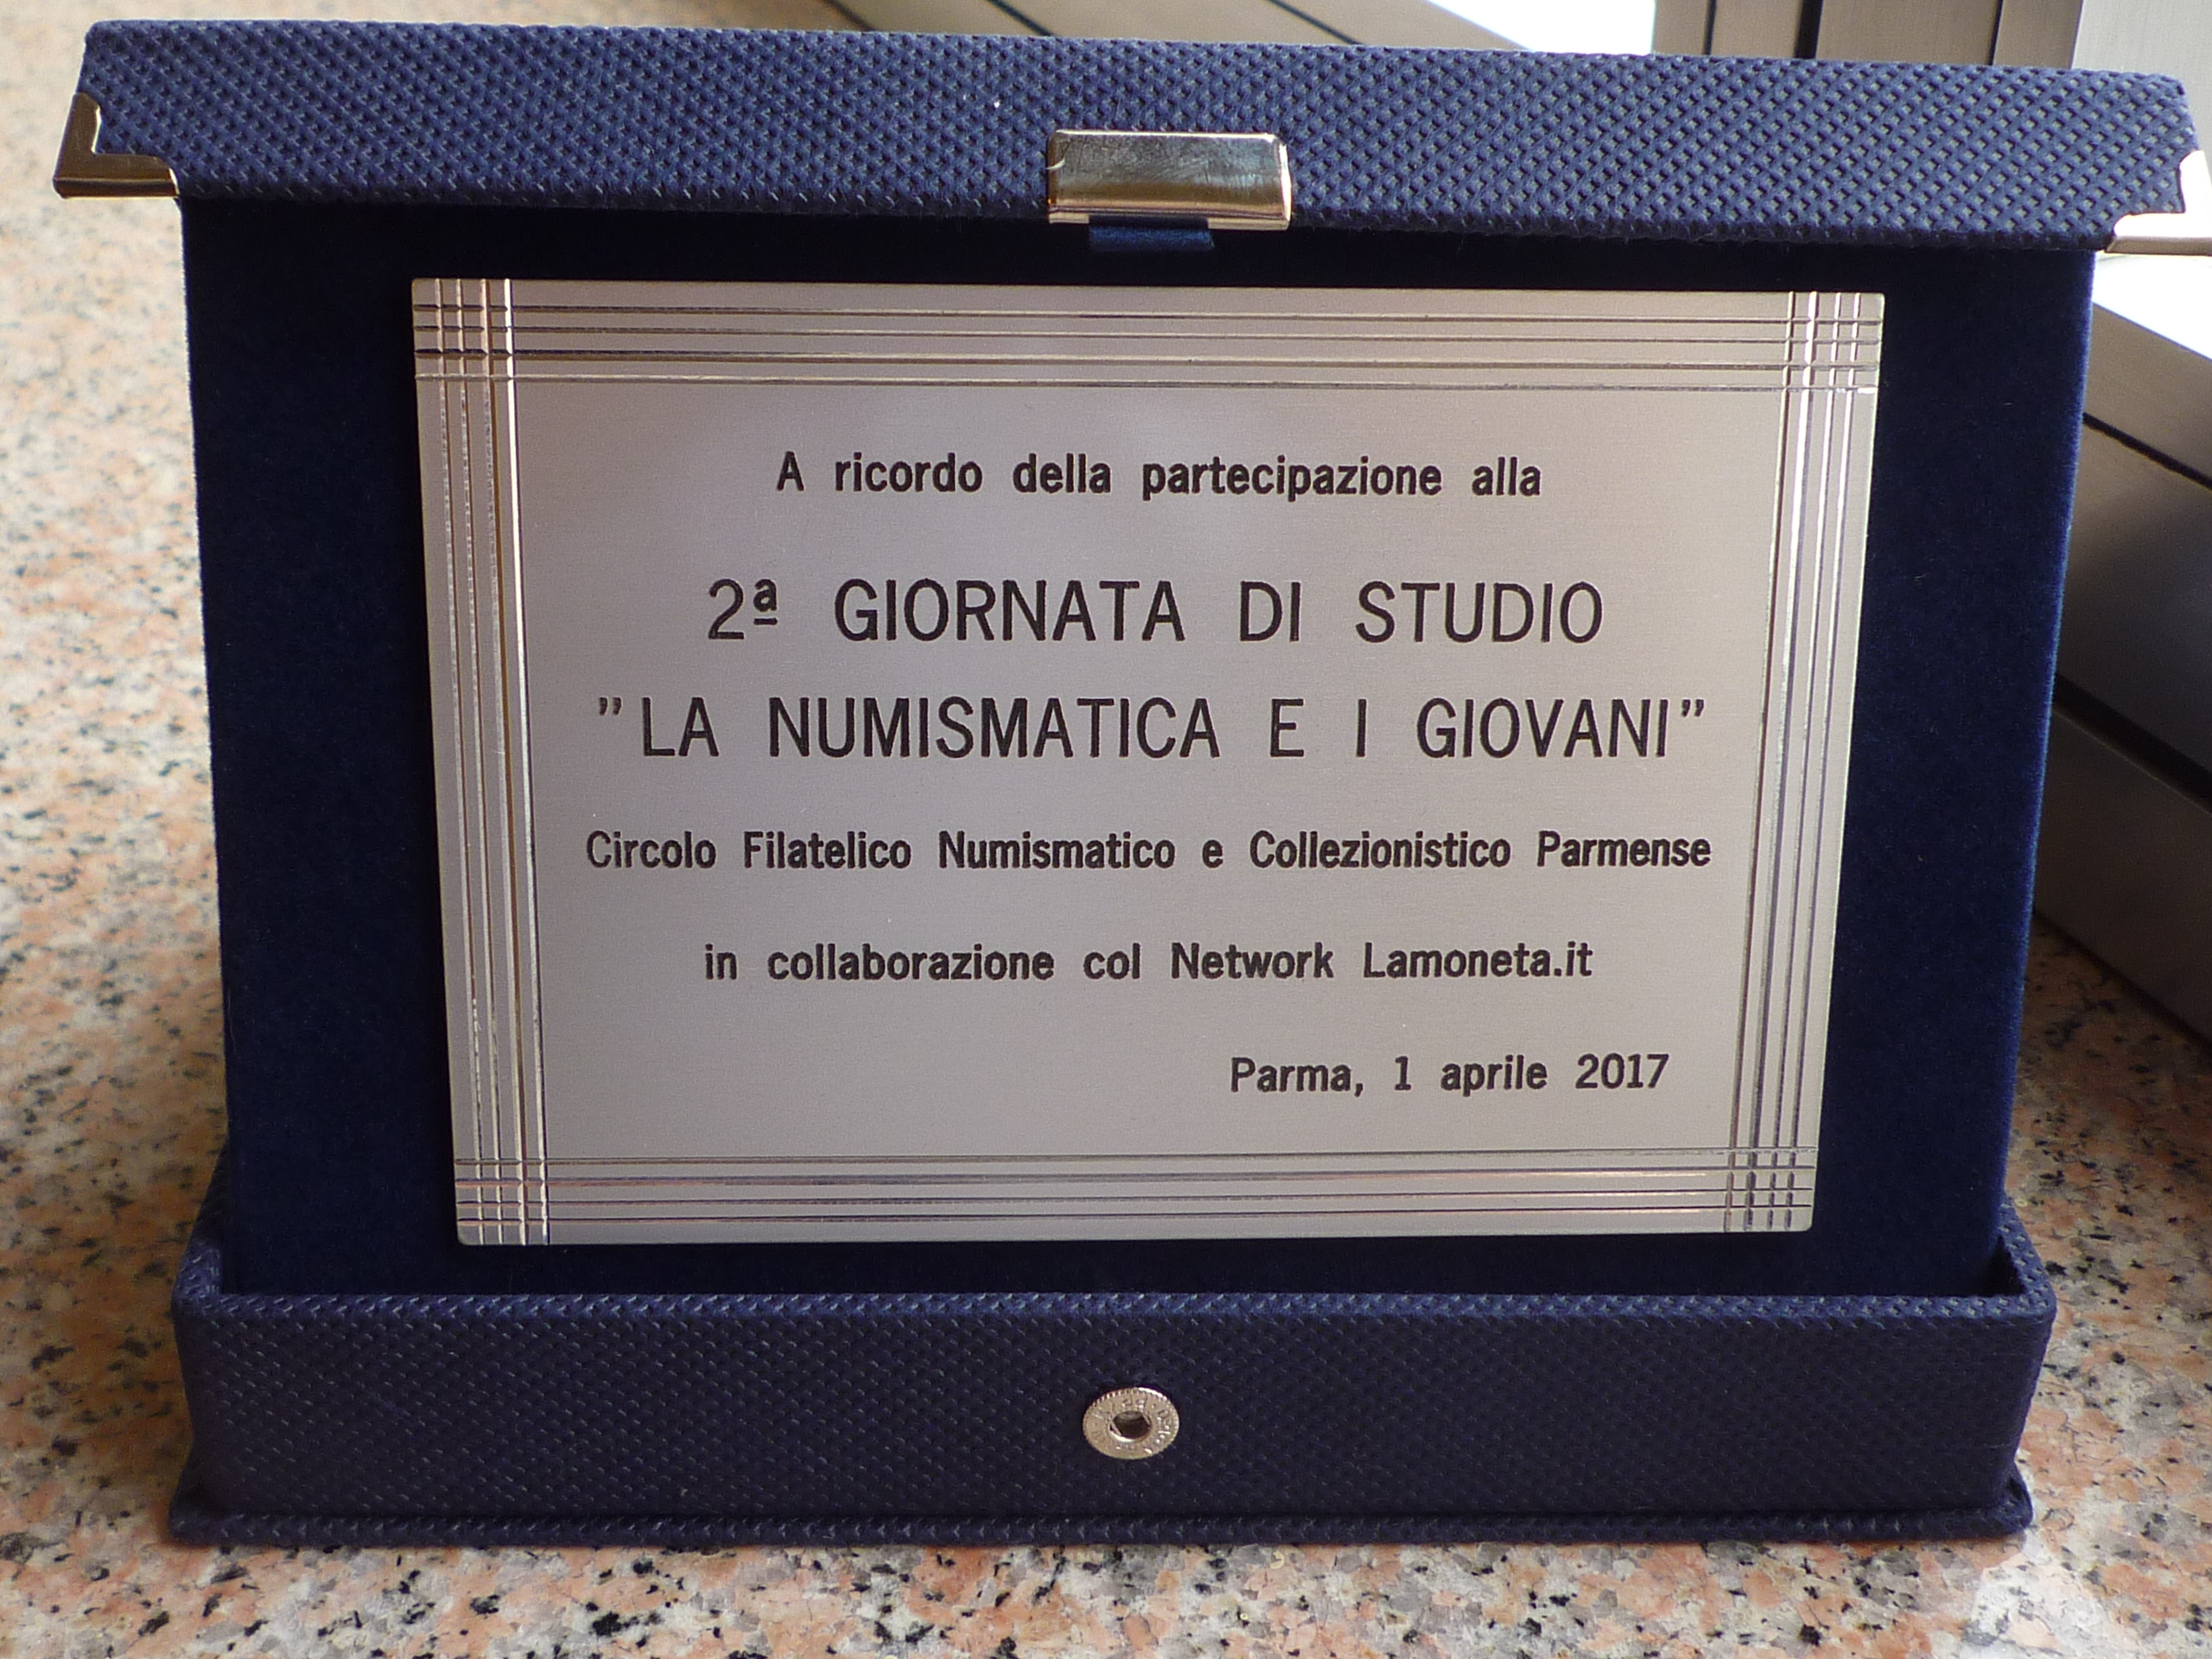 A ricordo della partecipazione alla
2ª GIORNATA DI STUDIO
"LA NUMISMATICA E I GIOVANI"
Circolo Filatelico Numismatico e Collezionistico Parmense
in collaborazione col Network Lamoneta.it
Parma, 1 aprile 2017